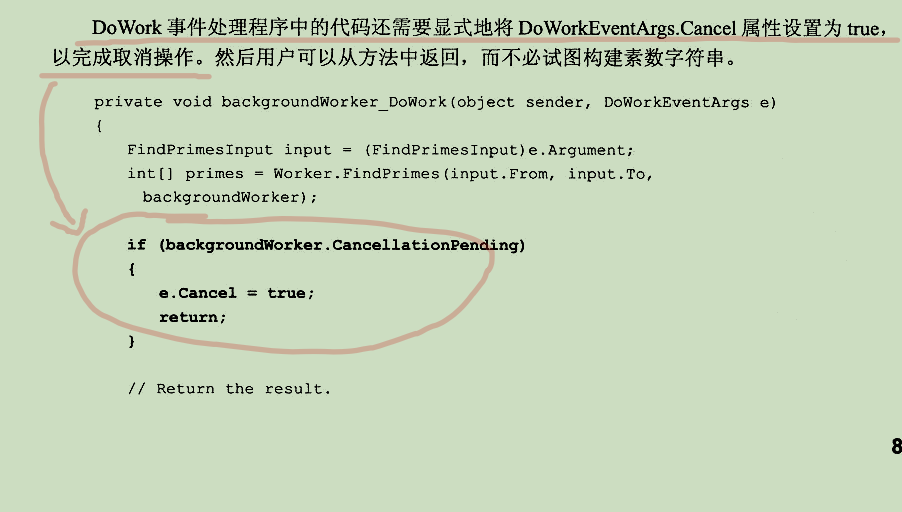 DoWork 事件处理程序中的代码还需要显式地将 DoWorkEventArgs.Cancel 属性设置为 true，
以完成取消操作。然后用户可以从方法中返回，而不必试图构建素数字符串。
private void backgroundWorker_DoWork(object sender, DoWorkEventArgs e)
{
FindPrimesInput input = (FindPrimesInput)e.Argument;
int[] primes = Worker.FindPrimes(input.From, input.To,
backgroundWorker);
if (backgroundWorker.CancellationPending)
{
e.Cancel = true;
return;
}
// Return the result.
8